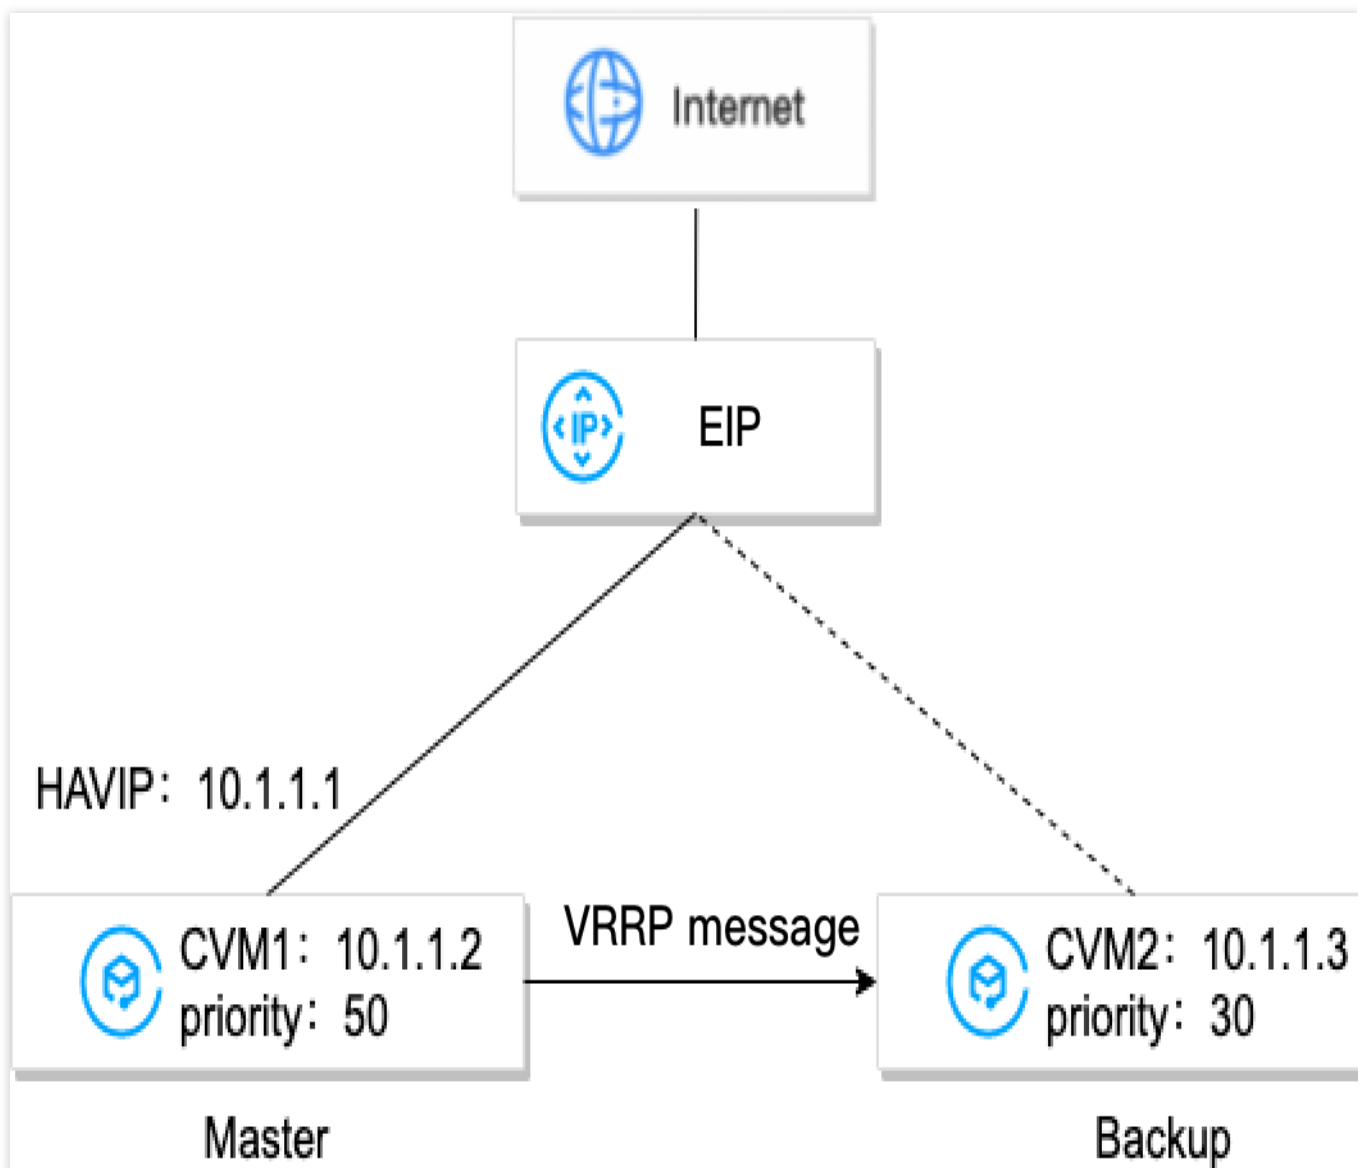 Internet
IP
EIP
HAVIP：10.1.1.1
CVM1：10.1.1.2
priority：50
VRRP message
CVM2：10.1.1.3
priority：30
Master
Backup